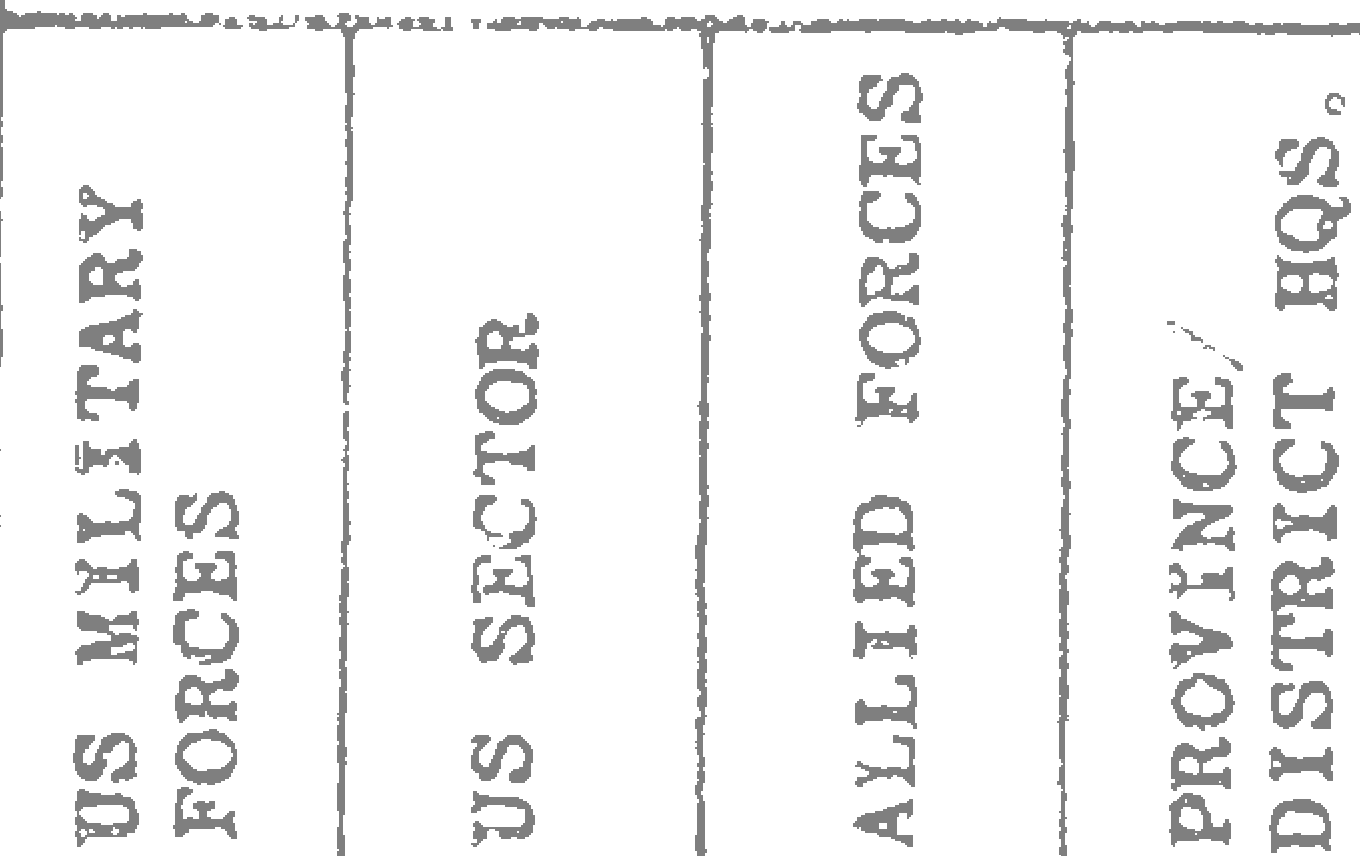 US MILITARY
FORCES
US SECTOR
ALLIED FORCES
PROVINCE/
DISTRICT HQS.